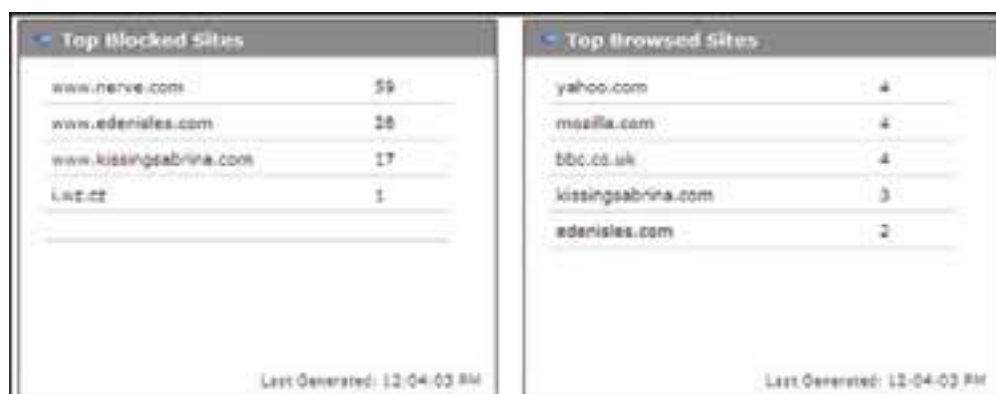 Top Blocked Sites
www.nerve.com 59
www.edenisles.com 28
www.kissingsabrina.com 17
i.wz.cz 1
Last Generated: 12:04:03 PM
Top Browsed Sites
yahoo.com 4
mozilla.com 4
bbc.co.uk 4
kissingsabrina.com 3
edenisles.com 2
Last Generated: 12:04:03 PM